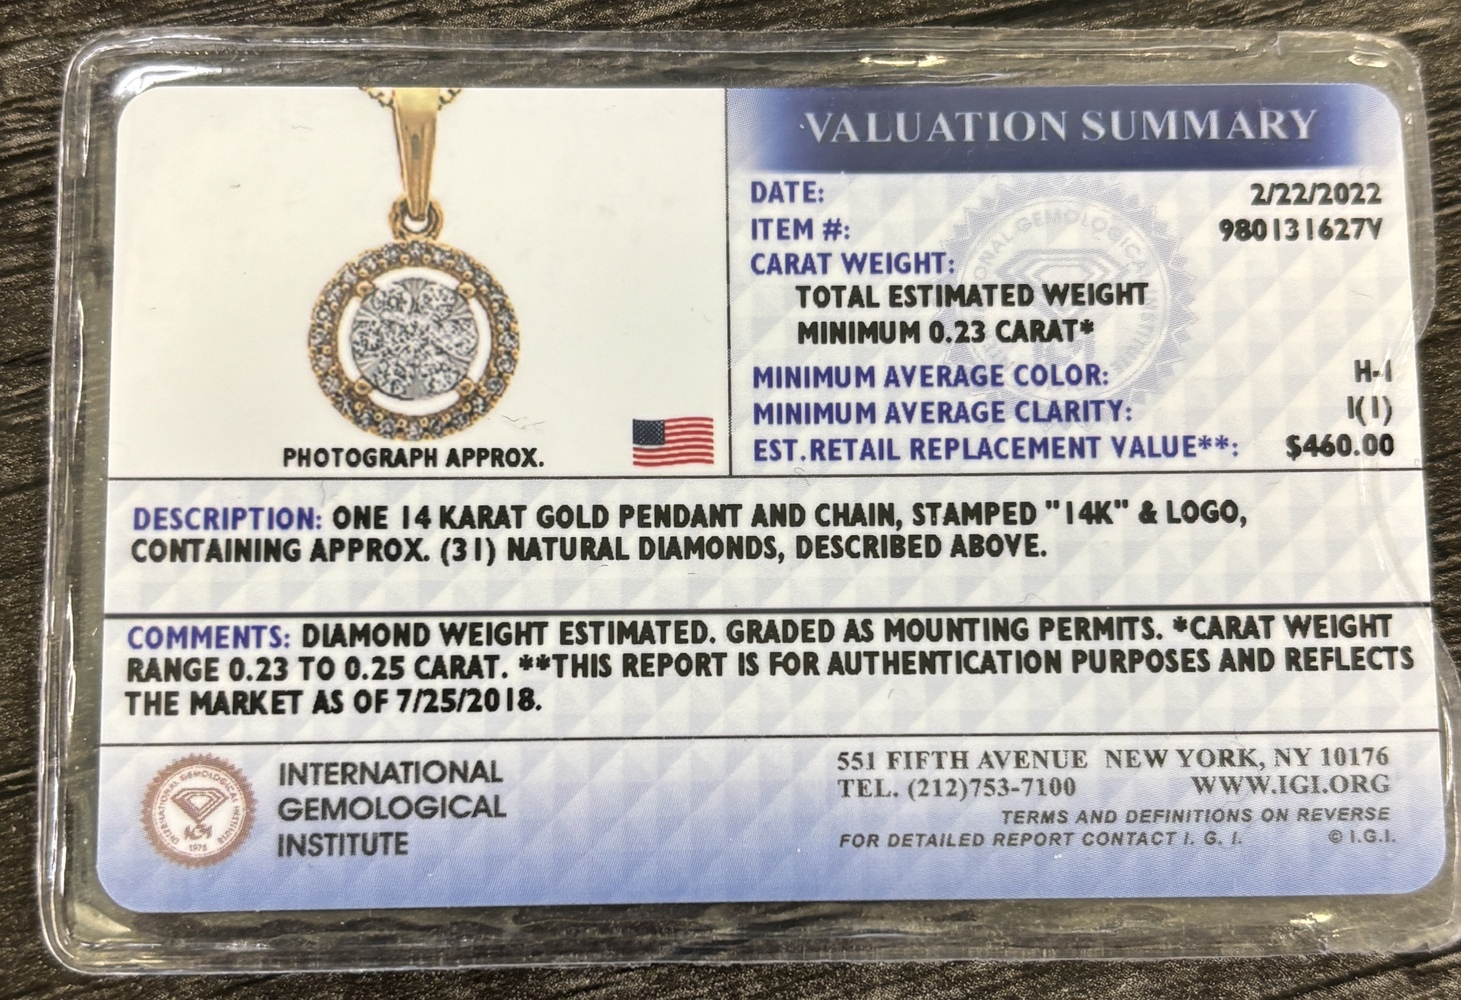 VALUATION SUMMARY
DATE: 2/22/2022
ITEM #: 980131627V
CARAT WEIGHT:
TOTAL ESTIMATED WEIGHT
MINIMUM 0.23 CARAT*
MINIMUM AVERAGE COLOR: H-I
MINIMUM AVERAGE CLARITY: I(1)
EST.RETAIL REPLACEMENT VALUE**: $460.00
PHOTOGRAPH APPROX.
DESCRIPTION: ONE 14 KARAT GOLD PENDANT AND CHAIN, STAMPED "14K" & LOGO,
CONTAINING APPROX. (31) NATURAL DIAMONDS, DESCRIBED ABOVE.
COMMENTS: DIAMOND WEIGHT ESTIMATED. GRADED AS MOUNTING PERMITS. *CARAT WEIGHT
RANGE 0.23 TO 0.25 CARAT. **THIS REPORT IS FOR AUTHENTICATION PURPOSES AND REFLECTS
THE MARKET AS OF 7/25/2018.
INTERNATIONAL GEMOLOGICAL INSTITUTE
IGI
1975
INTERNATIONAL
GEMOLOGICAL
INSTITUTE
551 FIFTH AVENUE NEW YORK, NY 10176
TEL. (212)753-7100 WWW.IGI.ORG
TERMS AND DEFINITIONS ON REVERSE
FOR DETAILED REPORT CONTACT I. G. I. © I.G.I.